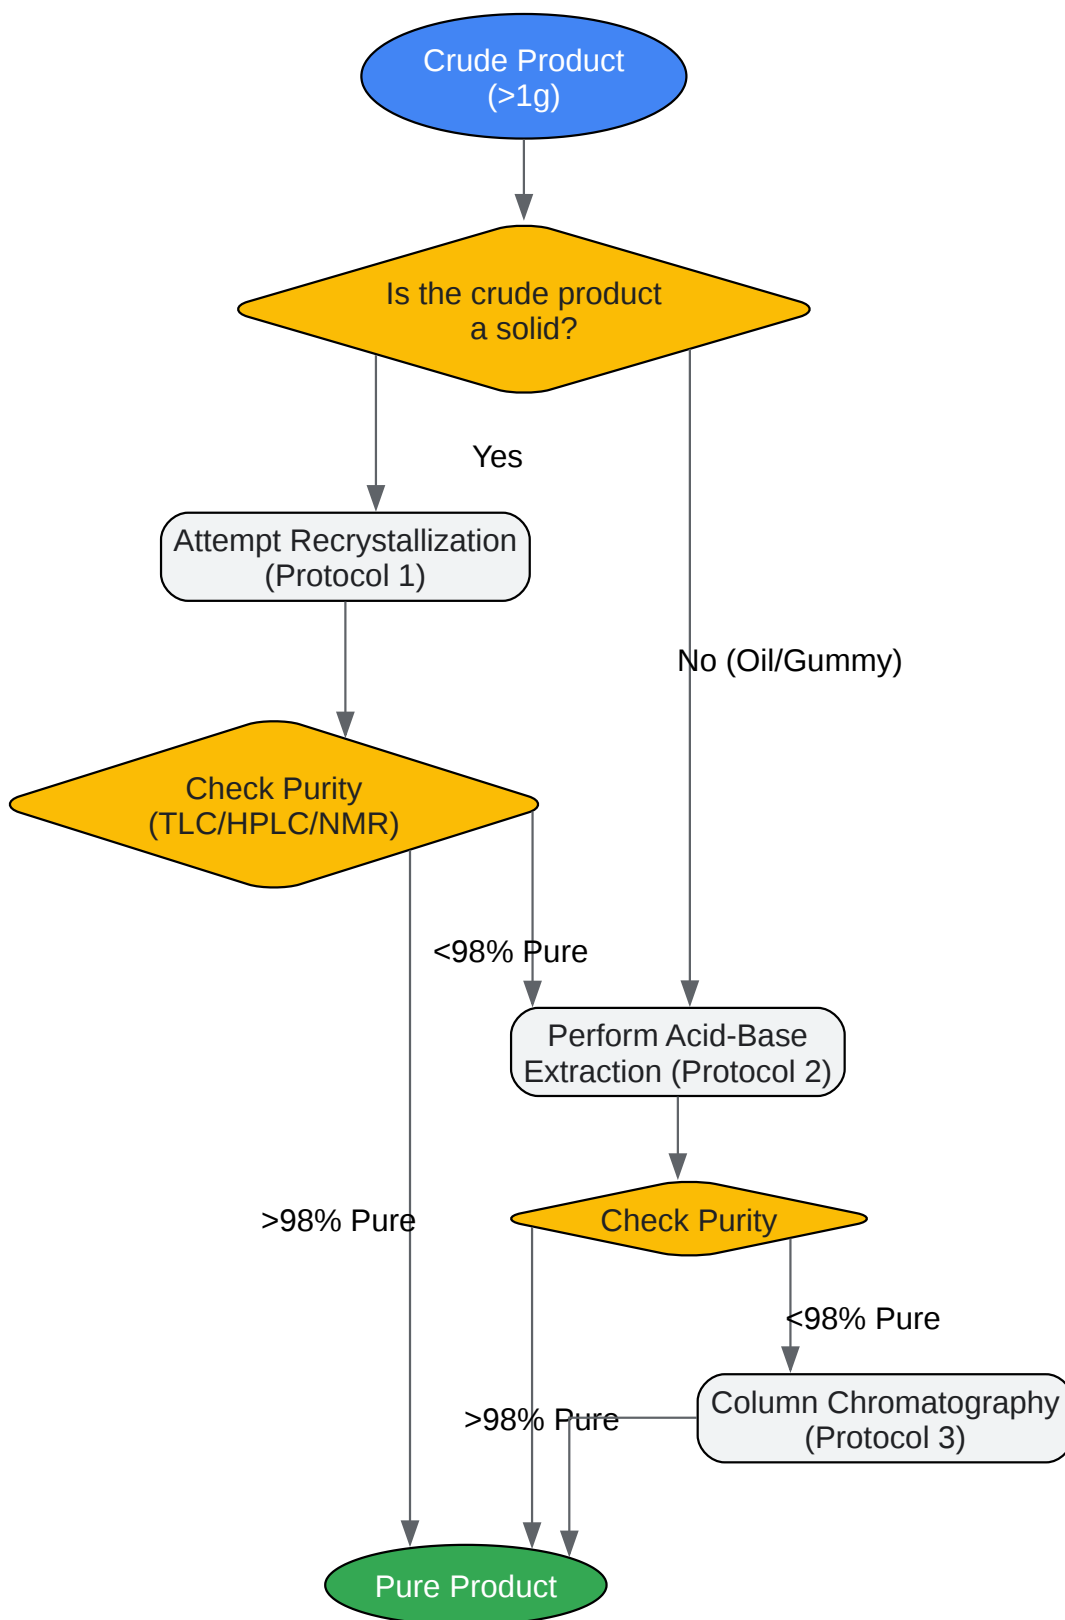 Crude Product
(>1g)
Is the crude product
a solid?
Yes
Attempt Recrystallization
(Protocol 1)
No (Oil/Gummy)
Check Purity
(TLC/HPLC/NMR)
<98% Pure
Perform Acid-Base
Extraction (Protocol 2)
>98% Pure
Check Purity
<98% Pure
Column Chromatography
(Protocol 3)
>98% Pure
Pure Product